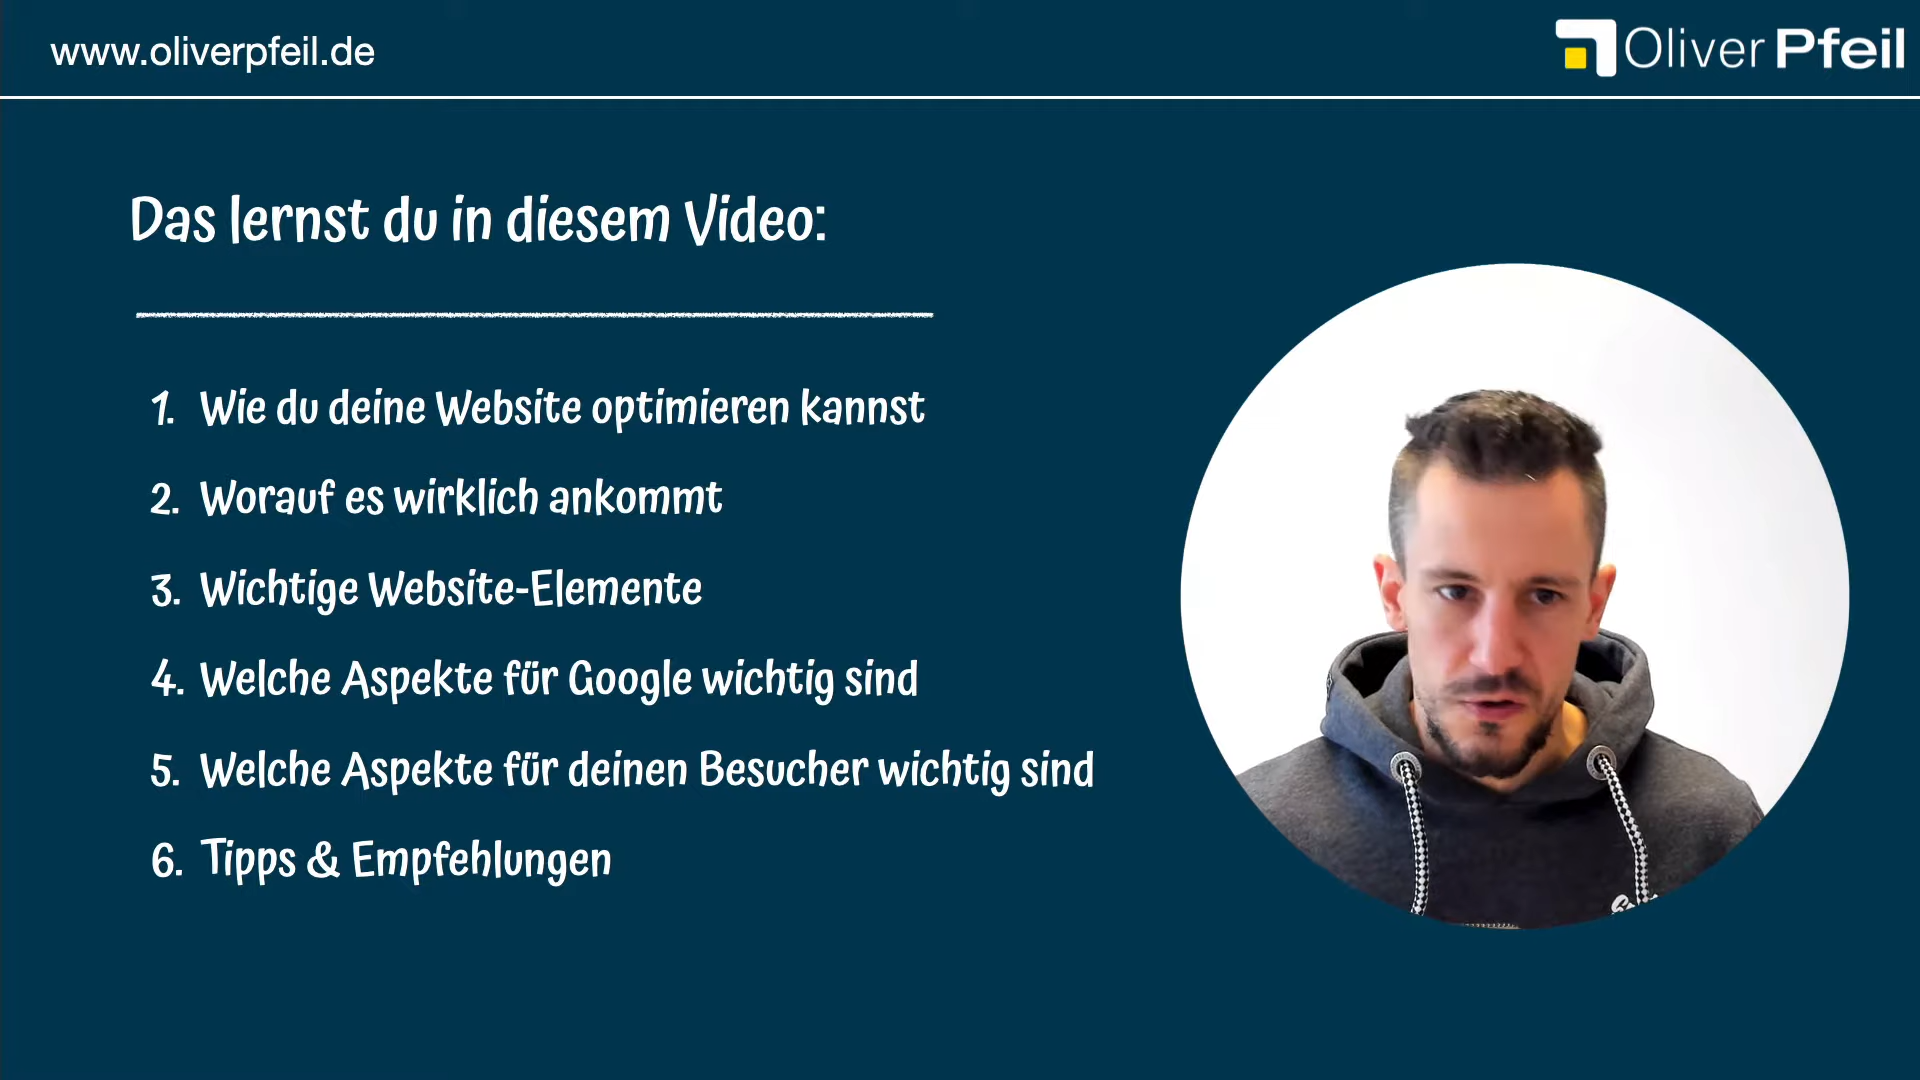 www.oliverpfeil.de
Oliver Pfeil
Das lernst du in diesem Video:
1. Wie du deine Website optimieren kannst
2. Worauf es wirklich ankommt
3. Wichtige Website-Elemente
4. Welche Aspekte für Google wichtig sind
5. Welche Aspekte für deinen Besucher wichtig sind
6. Tipps & Empfehlungen